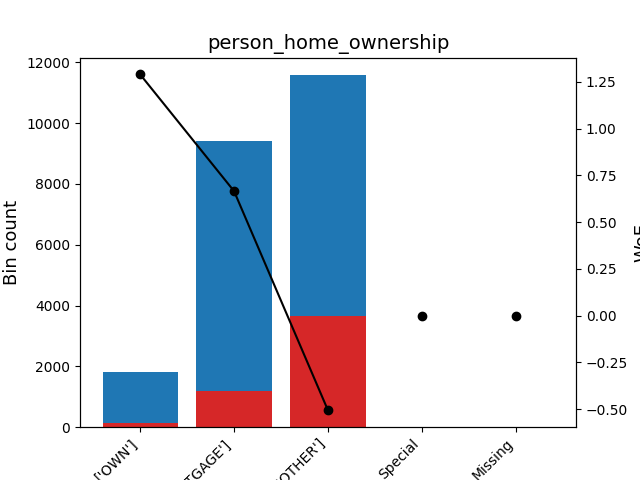 person_home_ownership
12000
10000
8000
6000
4000
2000
0
Bin count
1.25
1.00
0.75
0.50
0.25
0.00
−0.25
−0.50
['OWN']
TGAGE']
OTHER']
Special
Missing